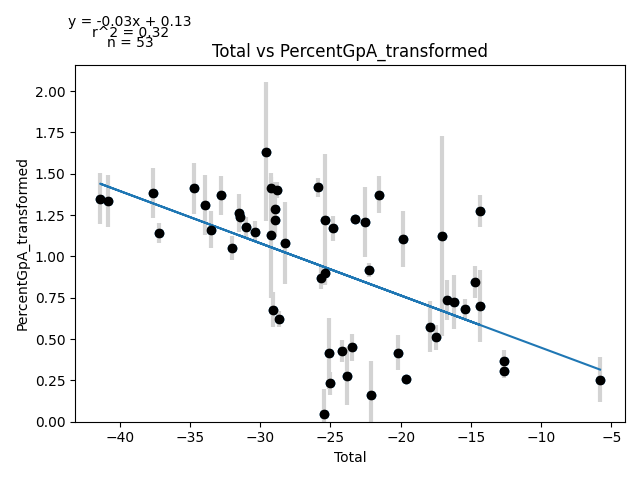 y = -0.03x + 0.13
r^2 = 0.32
n = 53
Total vs PercentGpA_transformed
PercentGpA_transformed
2.00
1.75
1.50
1.25
1.00
0.75
0.50
0.25
0.00
−40 −35 −30 −25 −20 −15 −10 −5
Total